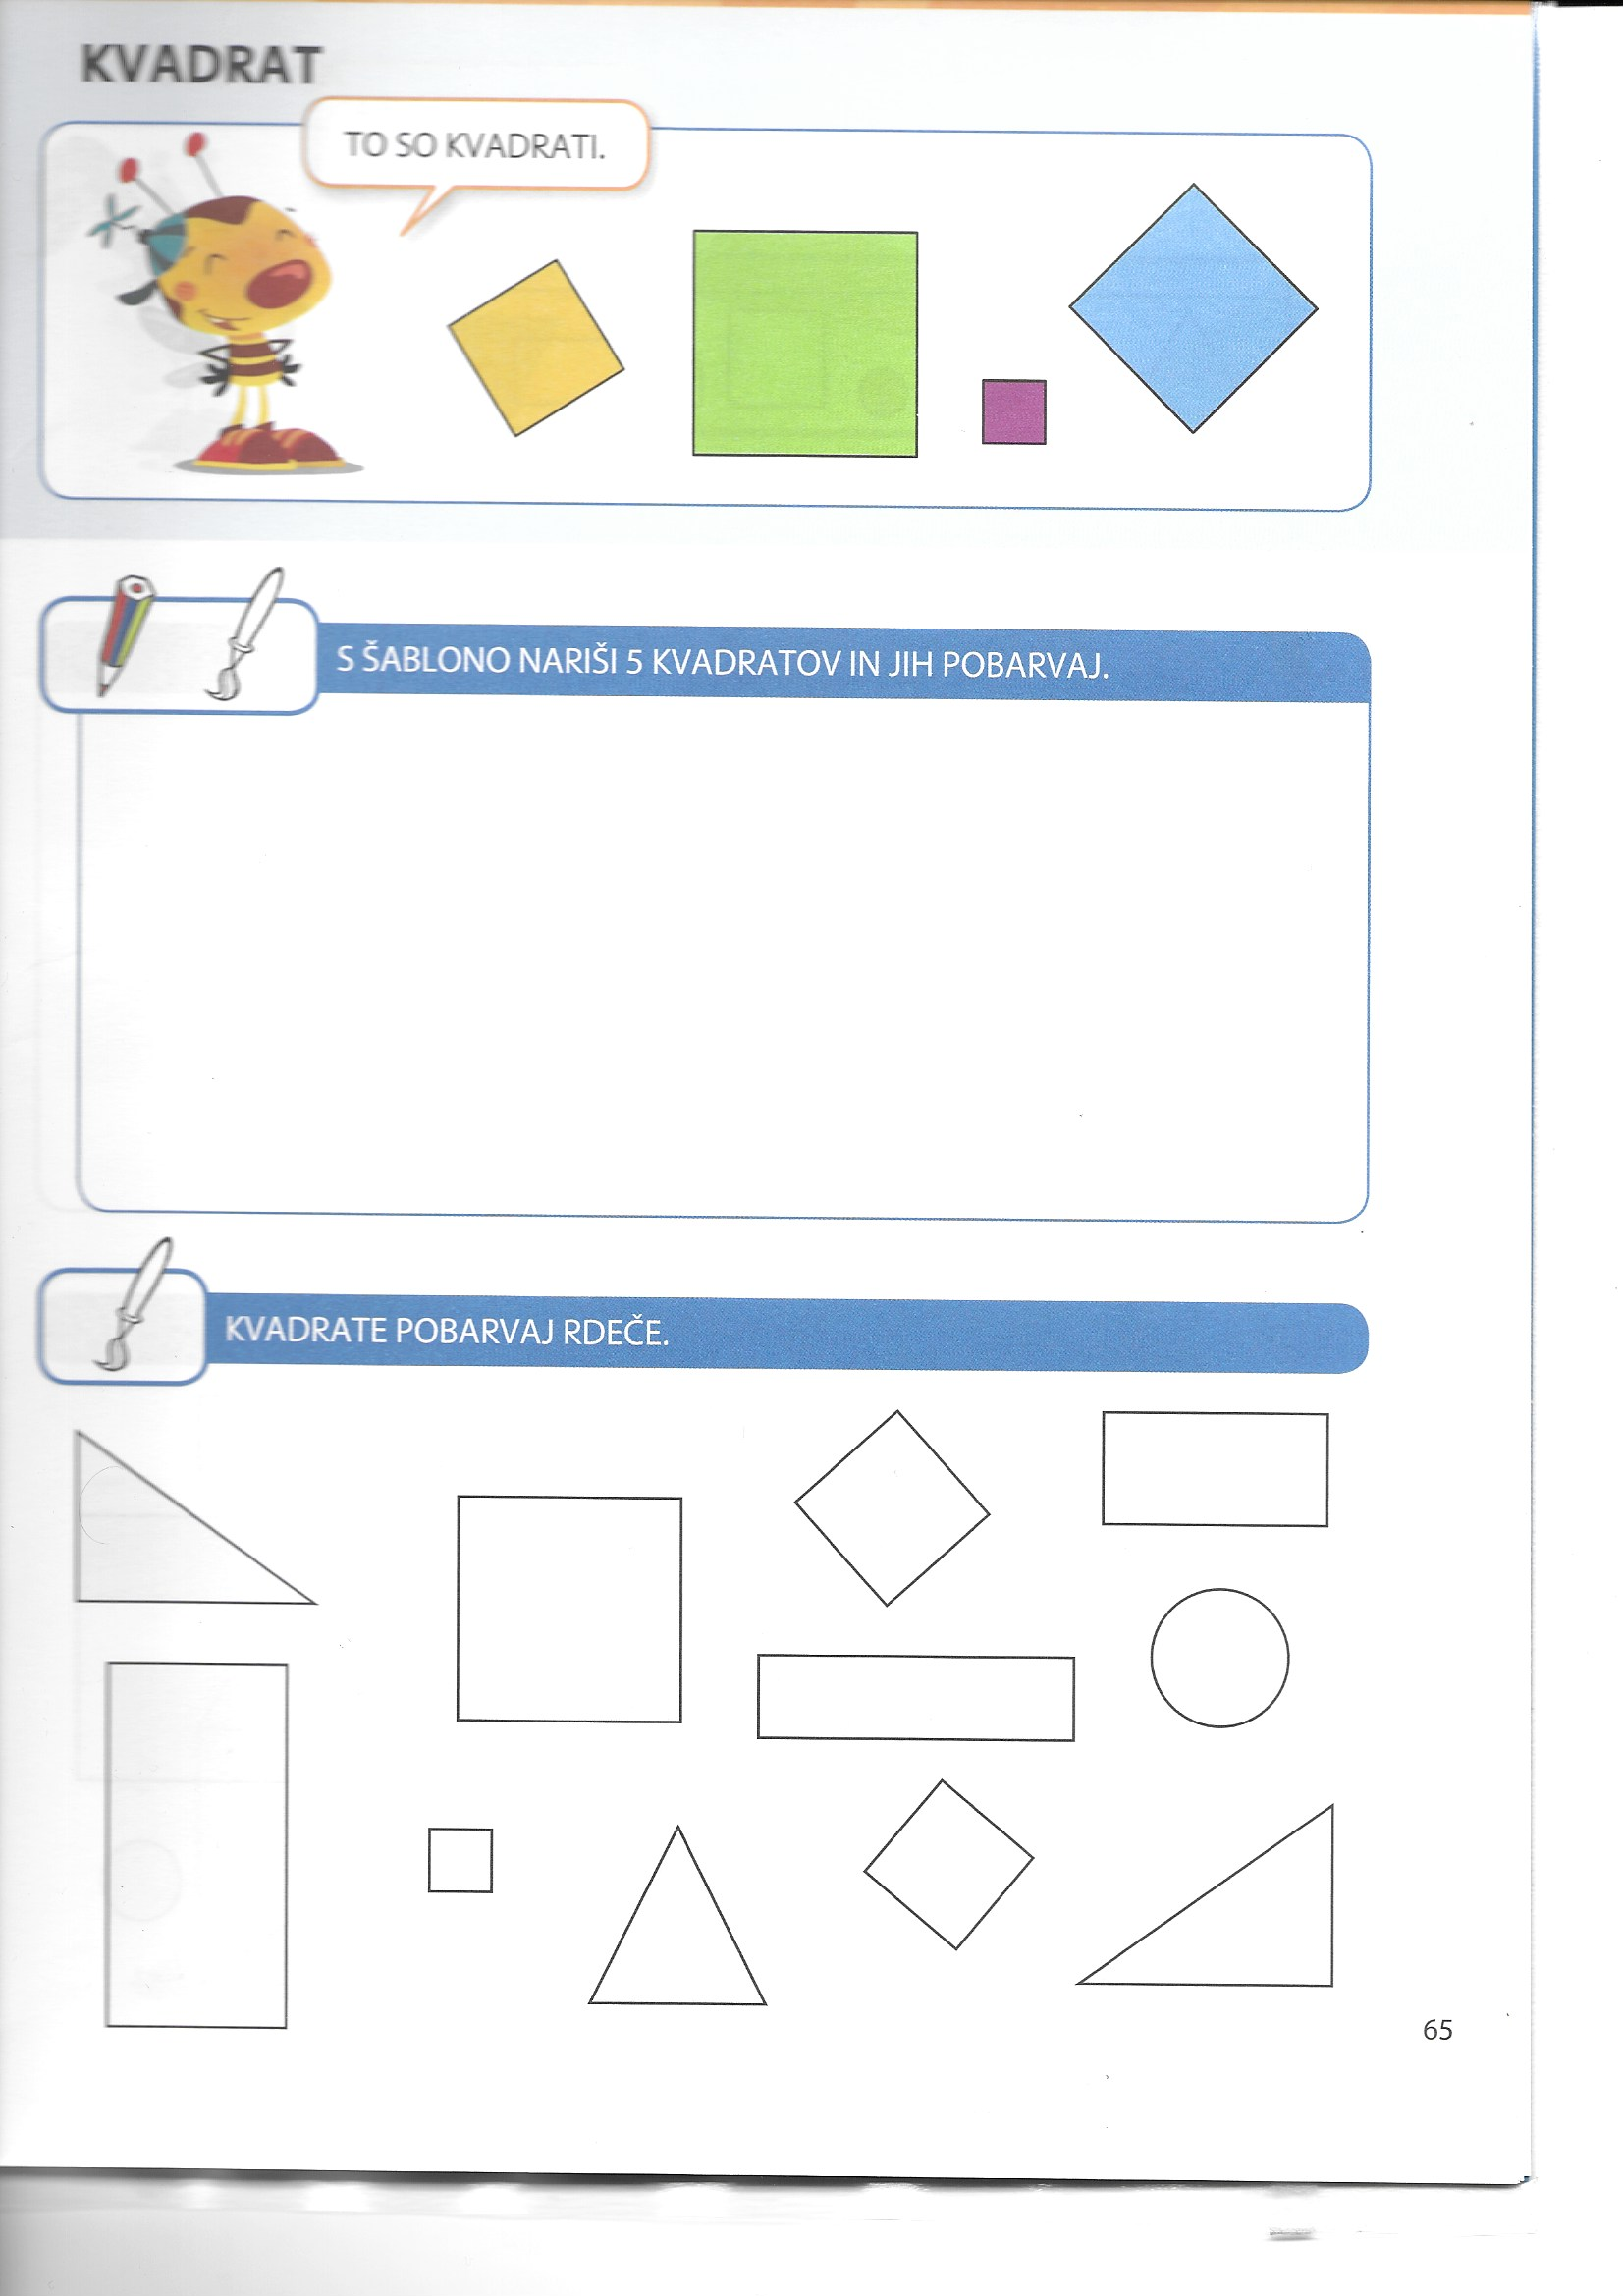 KVADRAT
TO SO KVADRATI.
S ŠABLONO NARIŠI 5 KVADRATOV IN JIH POBARVAJ.
KVADRATE POBARVAJ RDEČE.
65